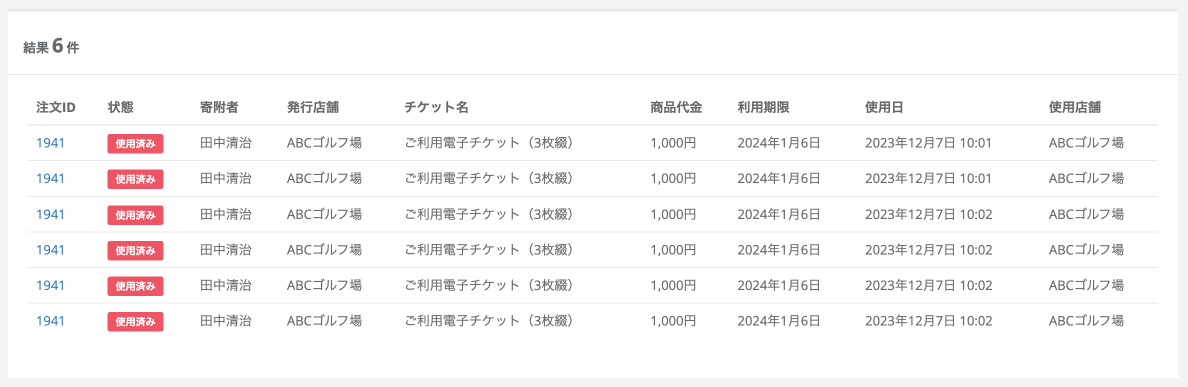 結果 6 件
注文ID 状態 寄附者 発行店舗 チケット名 商品代金 利用期限 使用日 使用店舗
1941 使用済み 田中清治 ABCゴルフ場 ご利用電子チケット（3枚綴） 1,000円 2024年1月6日 2023年12月7日 10:01 ABCゴルフ場
1941 使用済み 田中清治 ABCゴルフ場 ご利用電子チケット（3枚綴） 1,000円 2024年1月6日 2023年12月7日 10:01 ABCゴルフ場
1941 使用済み 田中清治 ABCゴルフ場 ご利用電子チケット（3枚綴） 1,000円 2024年1月6日 2023年12月7日 10:02 ABCゴルフ場
1941 使用済み 田中清治 ABCゴルフ場 ご利用電子チケット（3枚綴） 1,000円 2024年1月6日 2023年12月7日 10:02 ABCゴルフ場
1941 使用済み 田中清治 ABCゴルフ場 ご利用電子チケット（3枚綴） 1,000円 2024年1月6日 2023年12月7日 10:02 ABCゴルフ場
1941 使用済み 田中清治 ABCゴルフ場 ご利用電子チケット（3枚綴） 1,000円 2024年1月6日 2023年12月7日 10:02 ABCゴルフ場